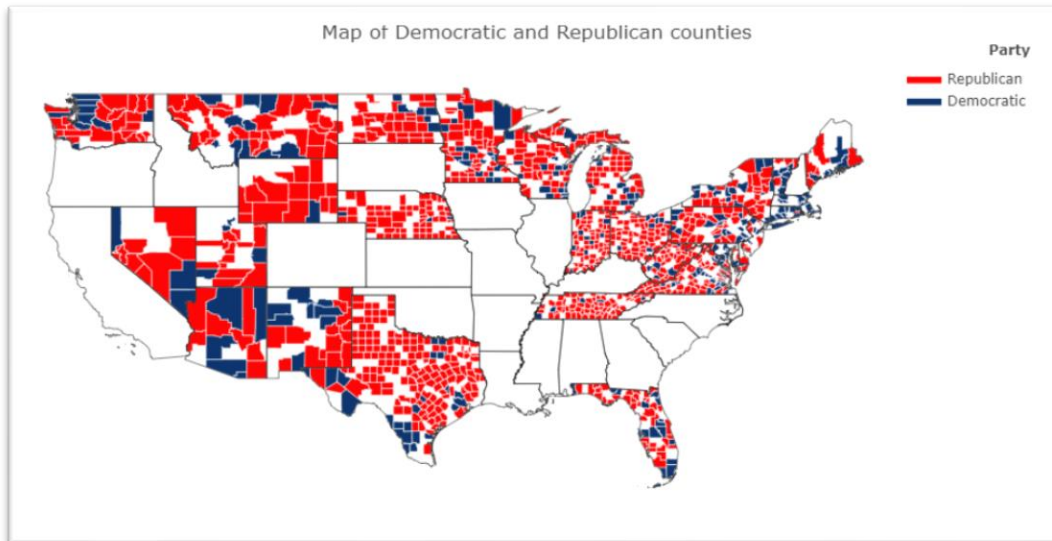 Map of Democratic and Republican counties
Party
Republican
Democratic